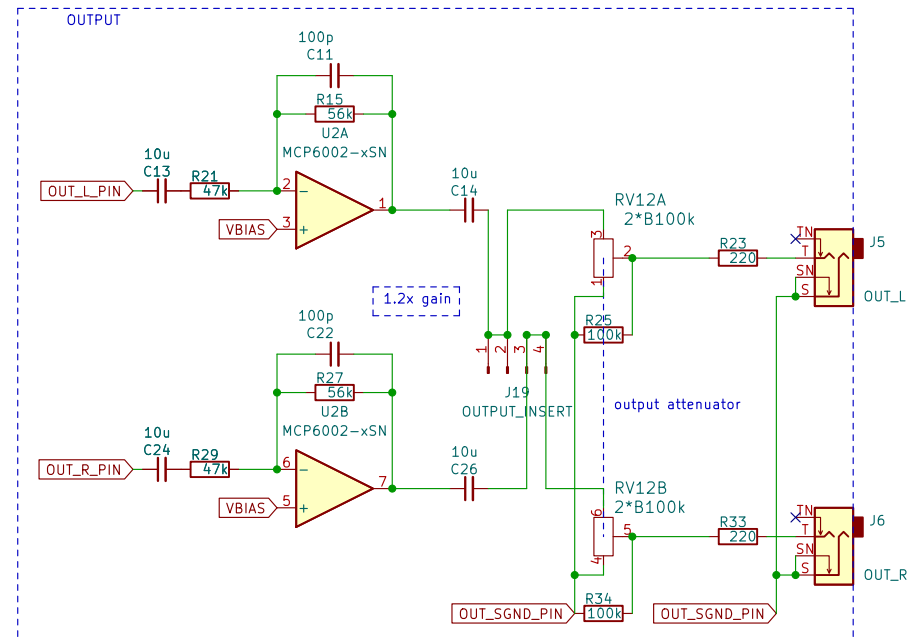 OUTPUT
100p
C11
R15
56k
U2A
MCP6002-xSN
10u
C13
R21
47k
OUT_L_PIN
2
−
1
VBIAS
3
+
10u
C14
RV12A
2*B100k
3
2
1
R23
220
TN
T
SN
S
J5
OUT_L
1.2x gain
R25
100k
1
2
3
4
J19
OUTPUT_INSERT
output attenuator
100p
C22
R27
56k
U2B
MCP6002-xSN
10u
C24
R29
47k
OUT_R_PIN
6
−
7
VBIAS
5
+
10u
C26
RV12B
2*B100k
6
5
4
R33
220
TN
T
SN
S
J6
OUT_R
OUT_SGND_PIN
R34
100k
OUT_SGND_PIN